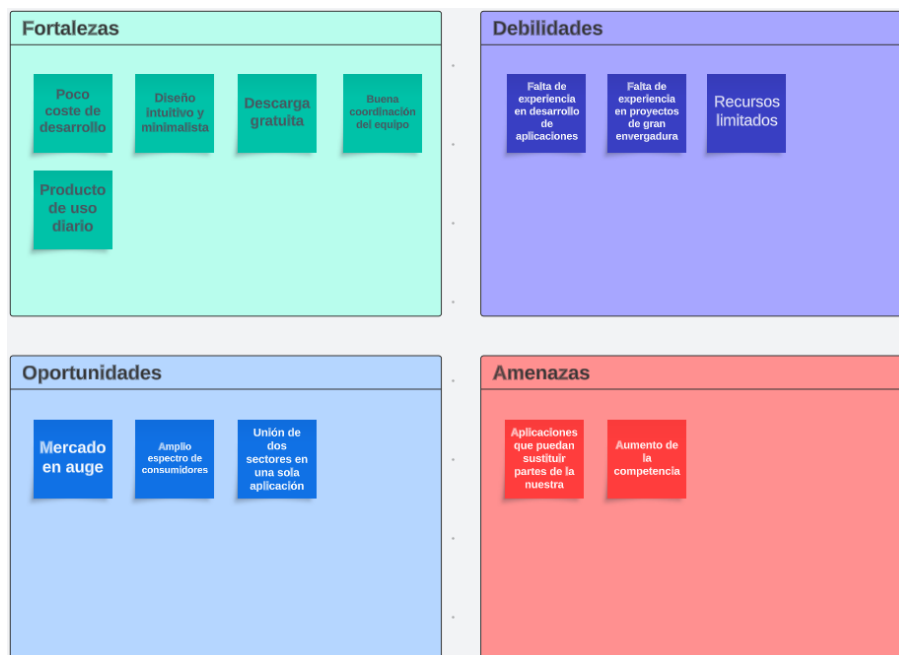 Fortalezas
Poco
coste de
desarrollo
Diseño
intuitivo y
minimalista
Descarga
gratuita
Buena
coordinación
del equipo
Producto
de uso
diario
Debilidades
Falta de
experiencia
en desarrollo
de
aplicaciones
Falta de
experiencia
en proyectos
de gran
envergadura
Recursos
limitados
Oportunidades
Mercado
en auge
Amplio
espectro de
consumidores
Unión de
dos
sectores en
una sola
aplicación
Amenazas
Aplicaciones
que puedan
sustituir
partes de la
nuestra
Aumento de
la
competencia